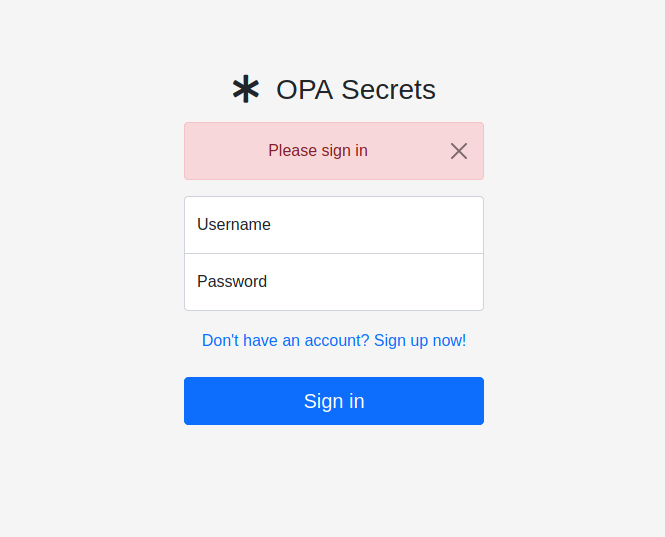 OPA Secrets
Please sign in
Username
Password
Don't have an account? Sign up now!
Sign in